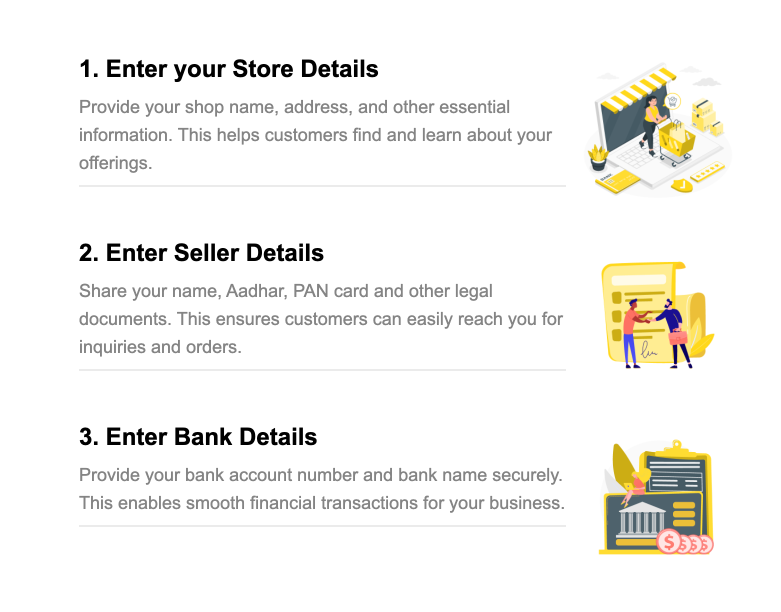 1. Enter your Store Details
Provide your shop name, address, and other essential
information. This helps customers find and learn about your
offerings.
2. Enter Seller Details
Share your name, Aadhar, PAN card and other legal
documents. This ensures customers can easily reach you for
inquiries and orders.
3. Enter Bank Details
Provide your bank account number and bank name securely.
This enables smooth financial transactions for your business.